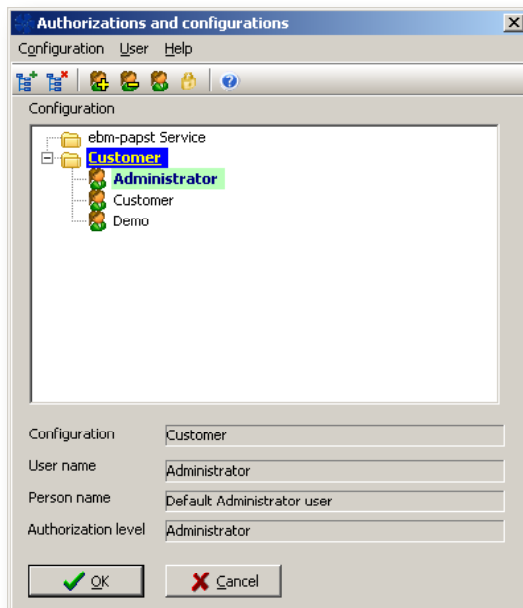 Authorizations and configurations
Configuration User Help
Configuration
ebm-papst Service
Customer
Administrator
Customer
Demo
Configuration Customer
User name Administrator
Person name Default Administrator user
Authorization level Administrator
OK Cancel